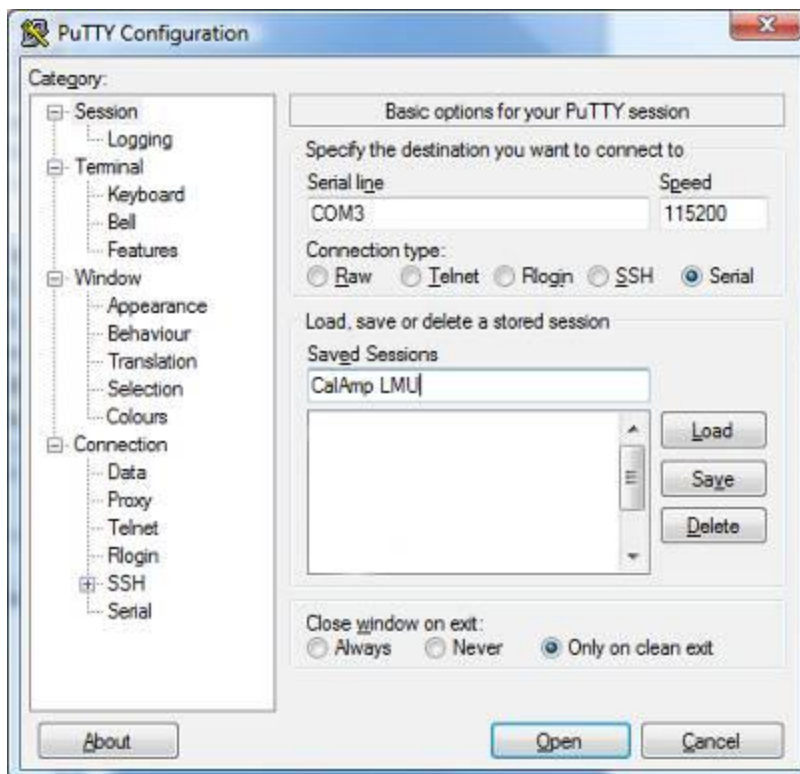 PuTTY Configuration
Category:
Session
Logging
Terminal
Keyboard
Bell
Features
Window
Appearance
Behaviour
Translation
Selection
Colours
Connection
Data
Proxy
Telnet
Rlogin
SSH
Serial
Basic options for your PuTTY session
Specify the destination you want to connect to
Serial line Speed
COM3 115200
Connection type:
Raw Telnet Rlogin SSH Serial
Load, save or delete a stored session
Saved Sessions
CalAmp LMU
Load
Save
Delete
Close window on exit:
Always Never Only on clean exit
About Open Cancel